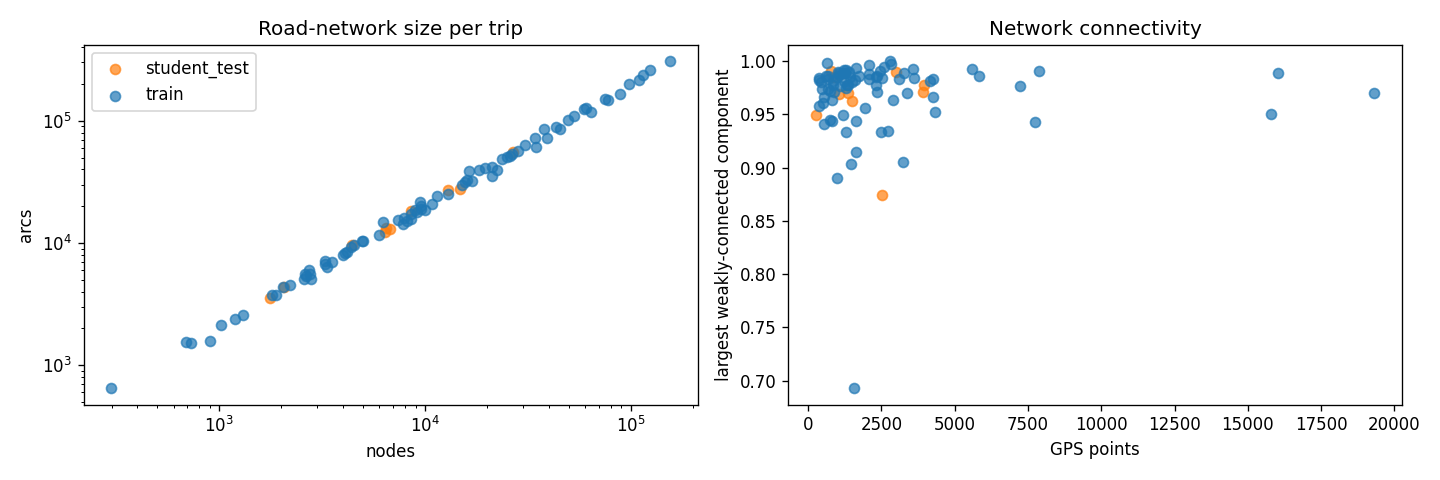 Road-network size per trip
student_test
train
10^5
10^4
10^3
arcs
10^3
10^4
10^5
nodes
Network connectivity
1.00
0.95
0.90
0.85
0.80
0.75
0.70
largest weakly-connected component
0
2500
5000
7500
10000
12500
15000
17500
20000
GPS points